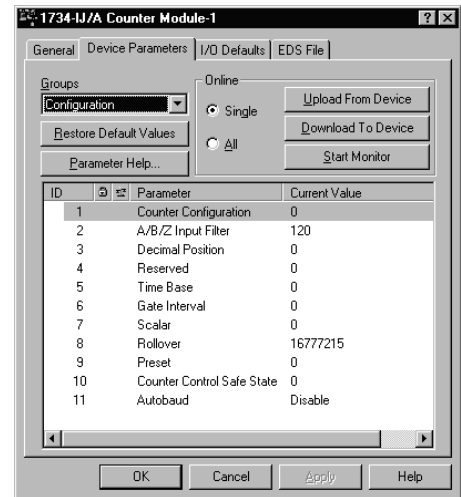 1734-IJ/A Counter Module-1
General Device Parameters I/O Defaults EDS File
Groups
Configuration
Restore Default Values
Parameter Help...
Online
Single
All
Upload From Device
Download To Device
Start Monitor
ID Parameter Current Value
1 Counter Configuration 0
2 A/B/Z Input Filter 120
3 Decimal Position 0
4 Reserved 0
5 Time Base 0
6 Gate Interval 0
7 Scalar 0
8 Rollover 16777215
9 Preset 0
10 Counter Control Safe State 0
11 Autobaud Disable
OK Cancel Apply Help